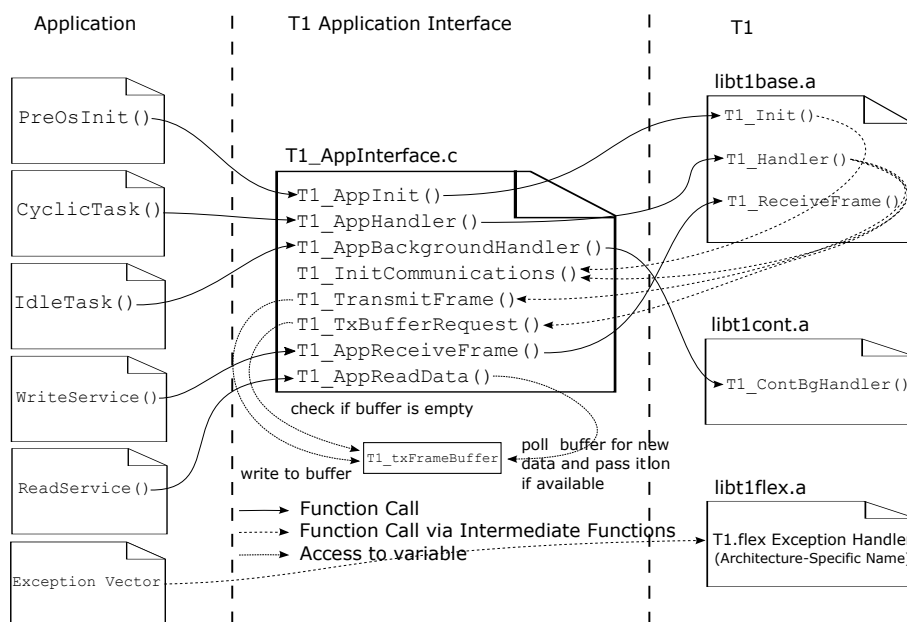 Application
T1 Application Interface
T1
libt1base.a
PreOsInit()
T1_Init()
T1_AppInterface.c
T1_Handler()
T1_AppInit()
T1_ReceiveFrame()
CyclicTask()
T1_AppHandler()
T1_AppBackgroundHandler()
T1_InitCommunications()
IdleTask()
T1_TransmitFrame()
T1_TxBufferRequest()
libt1cont.a
T1_AppReceiveFrame()
T1_AppReadData()
T1_ContBgHandler()
WriteService()
check if buffer is empty
T1_txFrameBuffer
poll buffer for new
data and pass it on
if available
write to buffer
ReadService()
libt1flex.a
Function Call
Function Call via Intermediate Functions
Access to variable
T1.flex Exception Handler
(Architecture-Specific Name)
Exception Vector